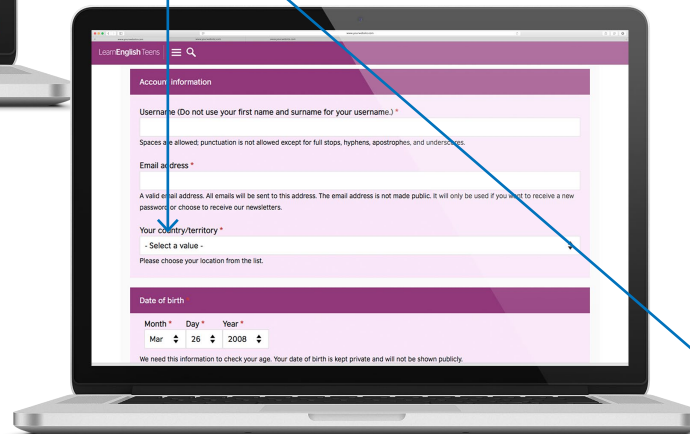 LearnEnglish Teens
Account information
Username (Do not use your first name and surname for your username.) *
Spaces are allowed; punctuation is not allowed except for full stops, hyphens, apostrophes, and underscores.
Email address *
A valid email address. All emails will be sent to this address. The email address is not made public. It will only be used if you want to receive a new
password or choose to receive our newsletters.
Your country/territory *
- Select a value -
Please choose your location from the list.
Date of birth *
Month * Day * Year *
Mar 26 2008
We need this information to check your age. Your date of birth is kept private and will not be shown publicly.